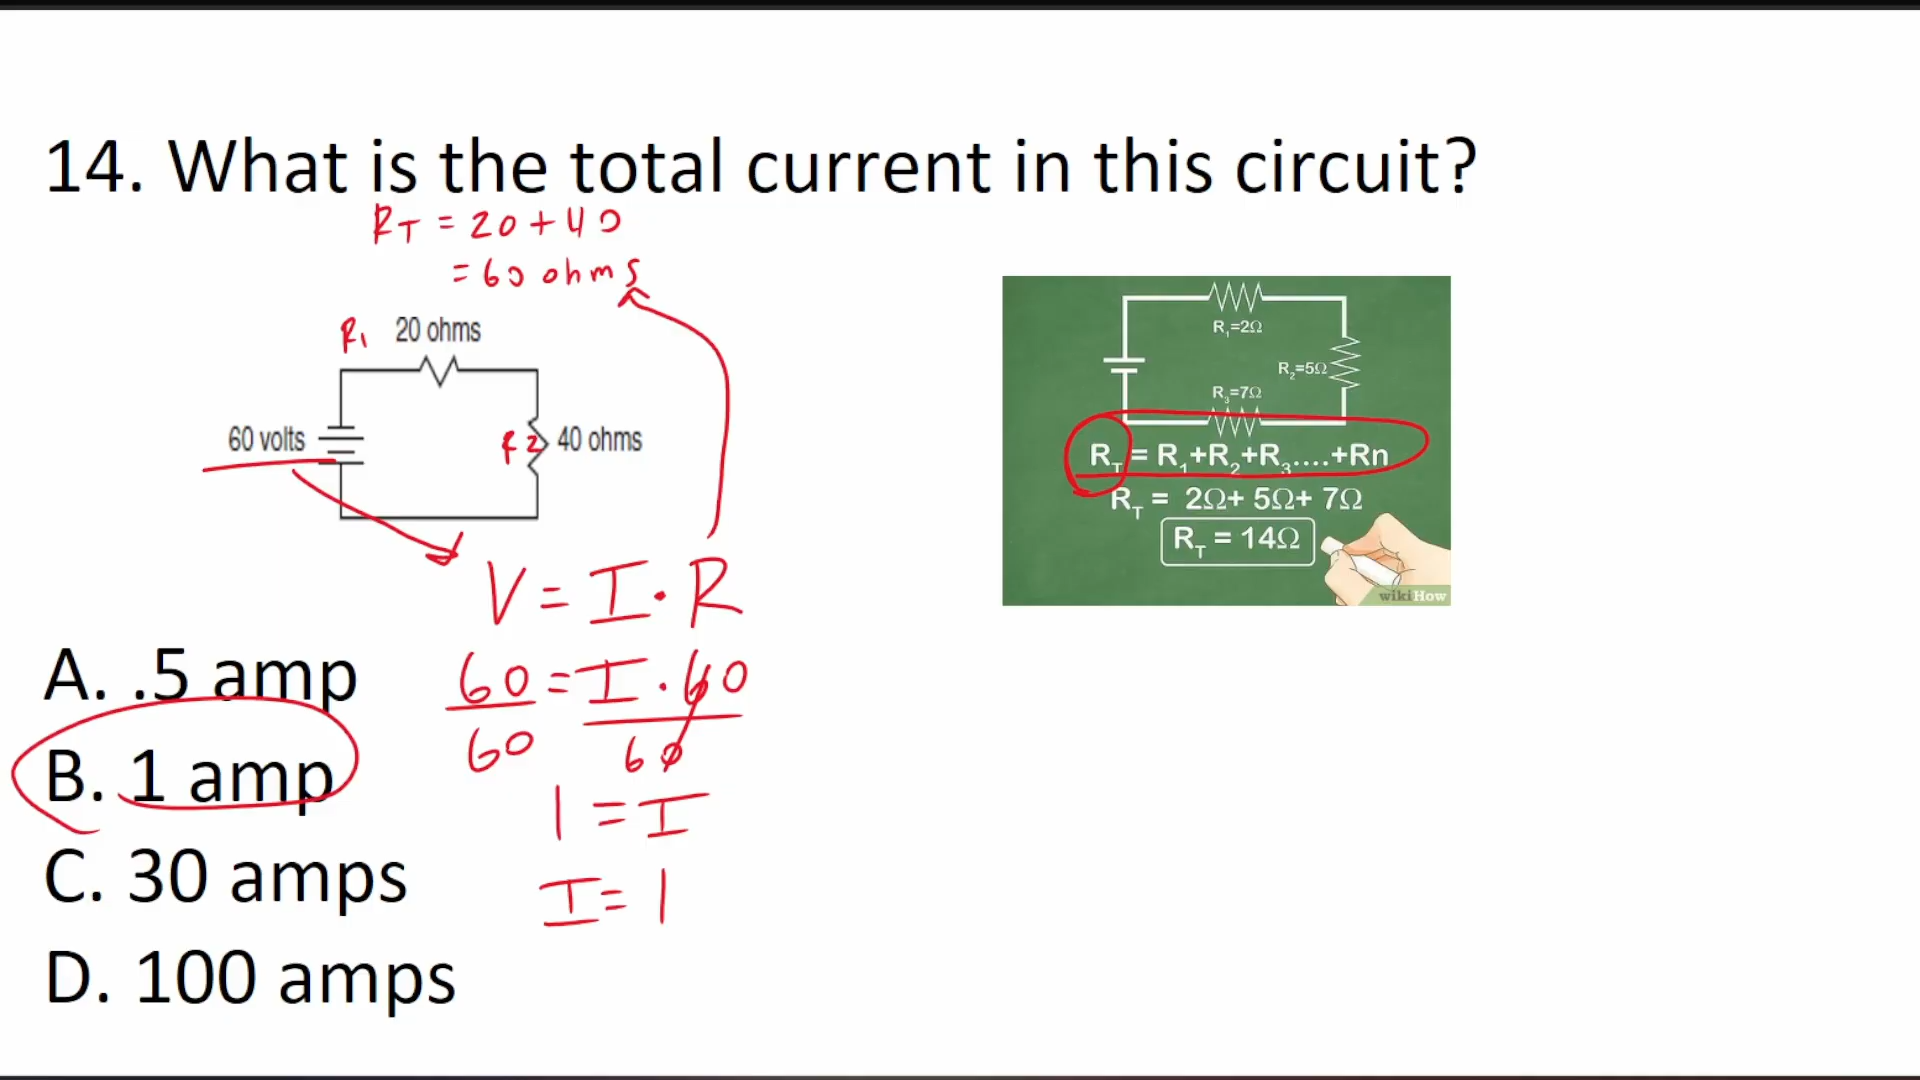 14. What is the total current in this circuit?
RT = 20 + 40
= 60 ohms
R1 20 ohms
60 volts
R2 40 ohms
V = I · R
60 = I · 60
60 60
1 = I
I = 1
A. .5 amp
B. 1 amp
C. 30 amps
D. 100 amps
R1=2Ω
R2=5Ω
R3=7Ω
RT = R1+R2+R3....+Rn
RT = 2Ω+ 5Ω+ 7Ω
RT = 14Ω
wikiHow